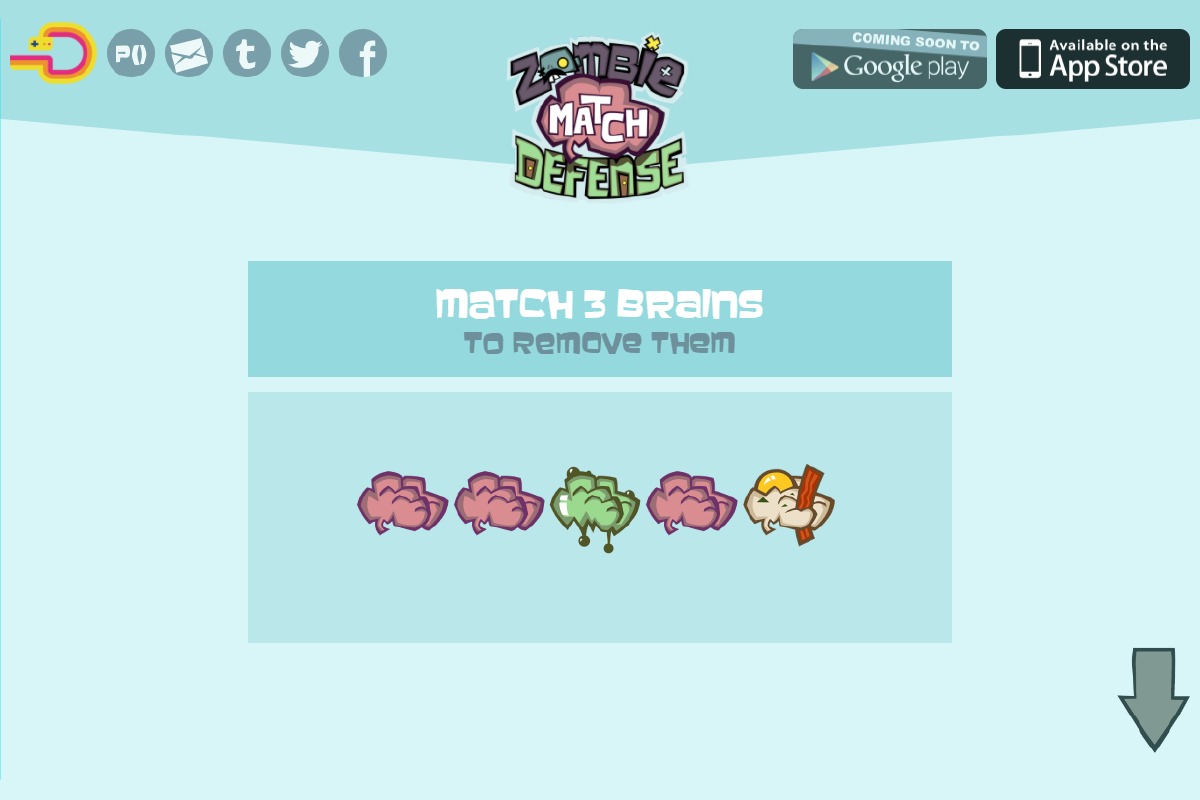 P()
t
f
ZOMBIE
MATCH
DEFENSE
COMING SOON TO
Google play
Available on the
App Store
MATCH 3 BRAINS
TO REMOVE THEM